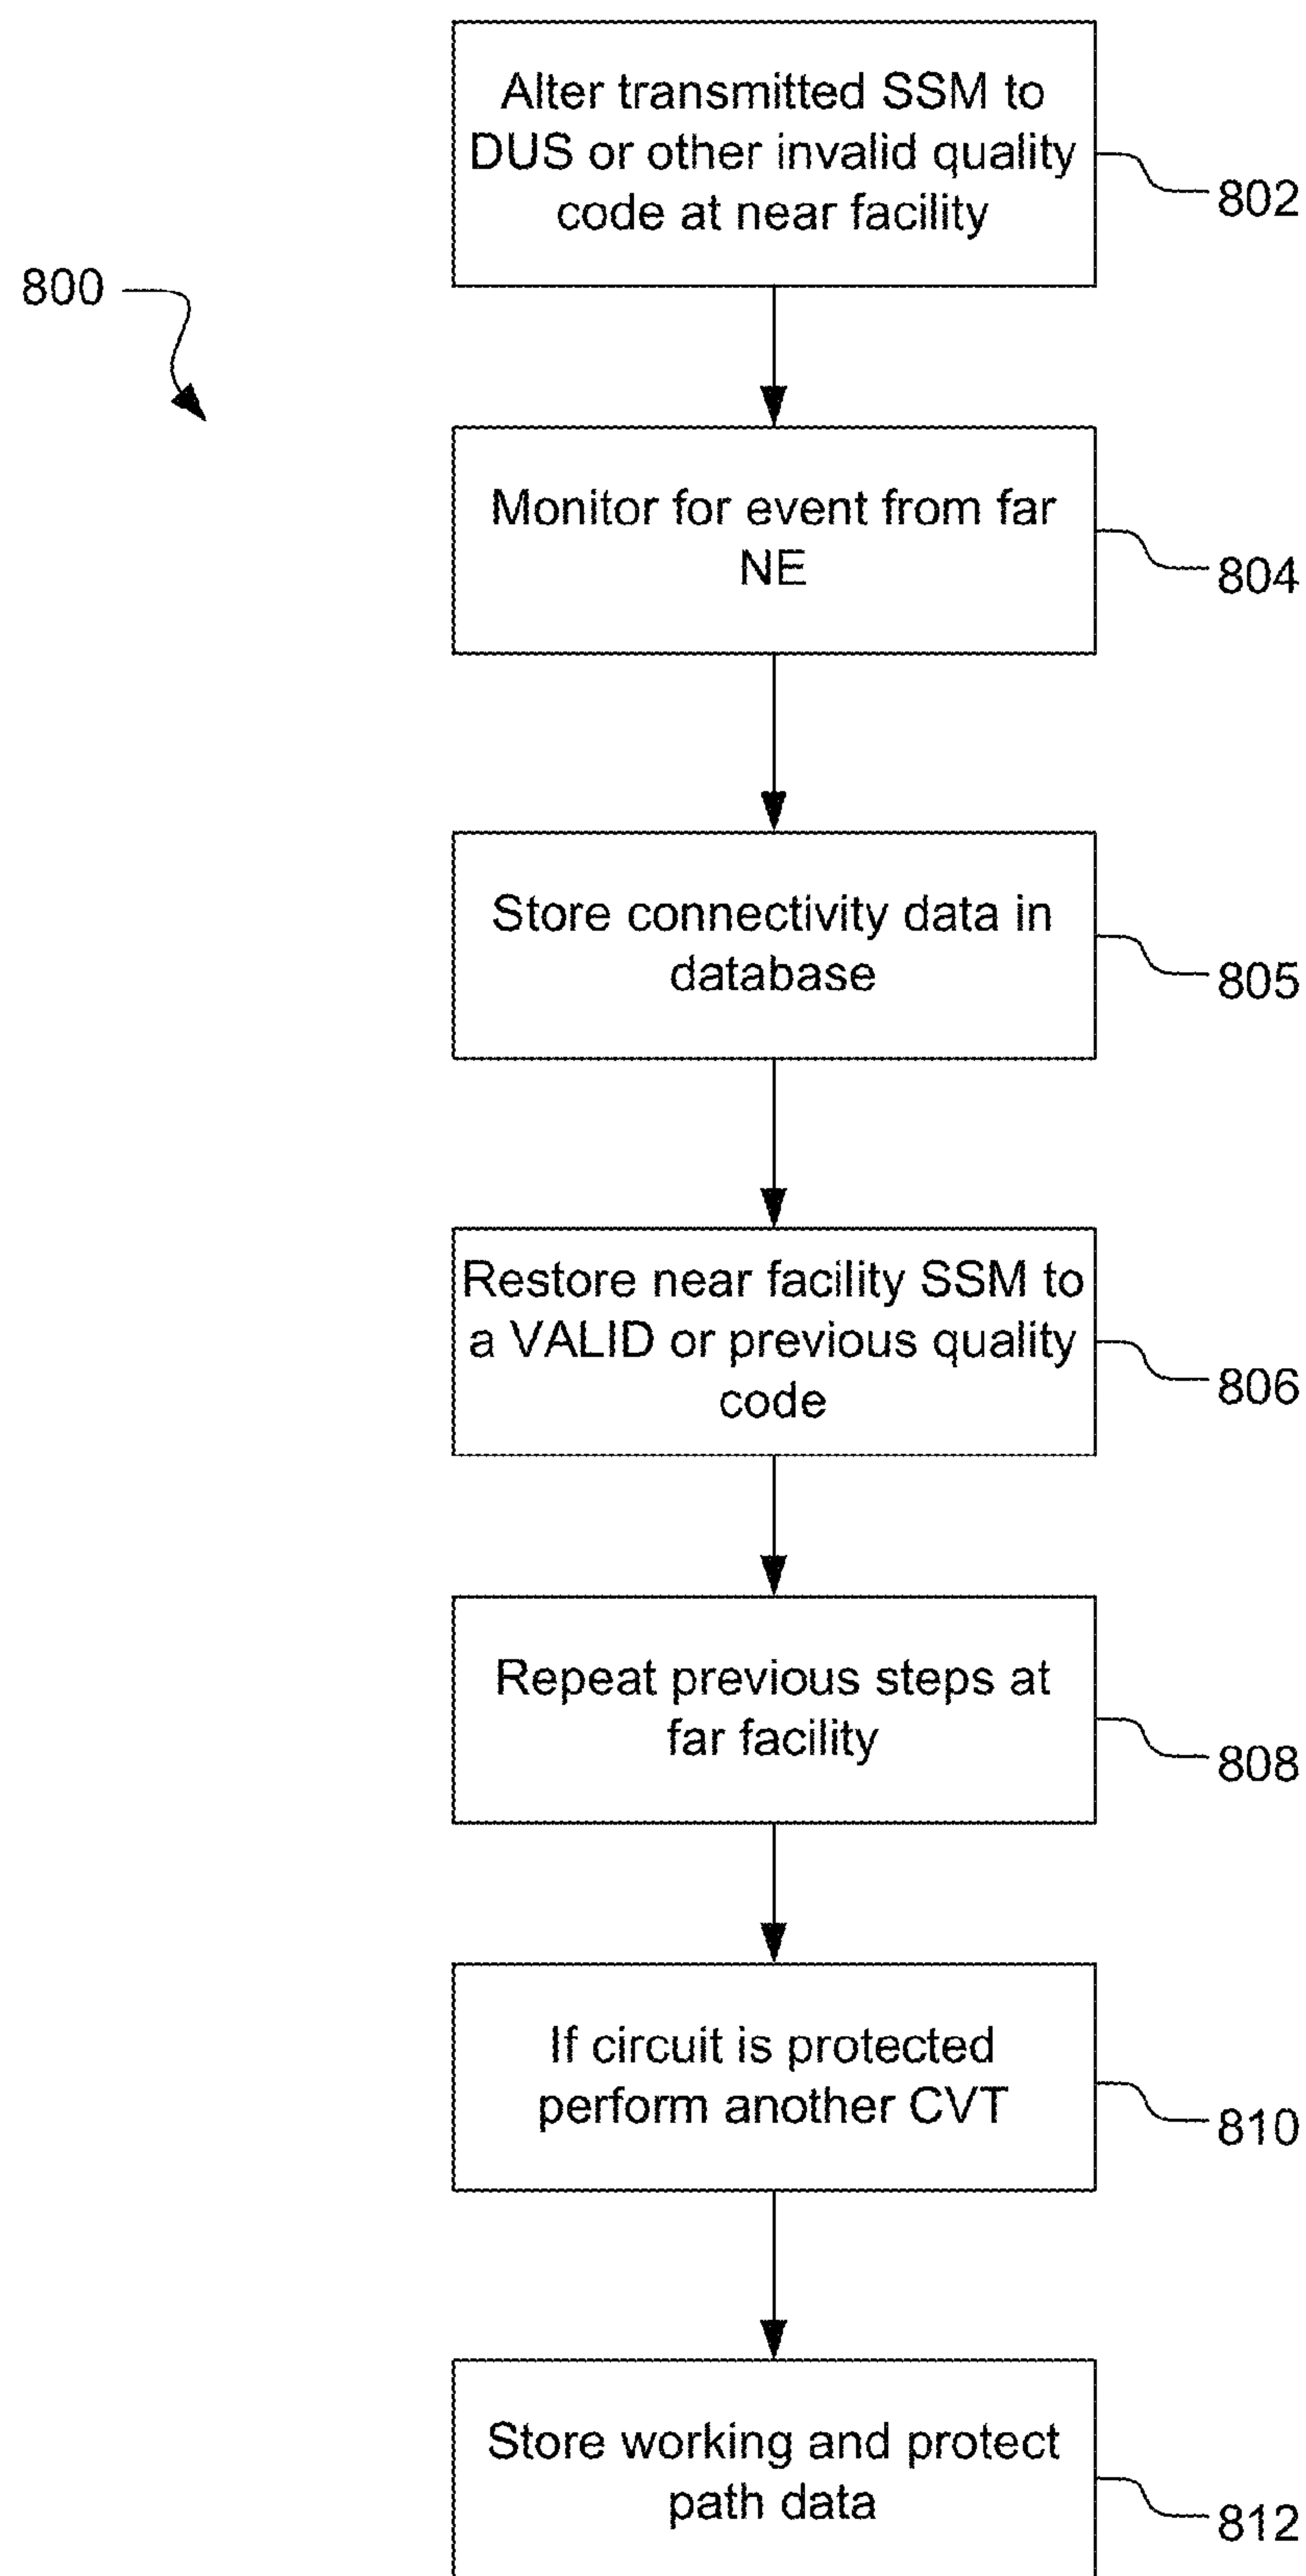 Alter transmitted SSM to
DUS or other invalid quality
code at near facility
802
800
Monitor for event from far
NE
804
Store connectivity data in
database
805
Restore near facility SSM to
a VALID or previous quality
code
806
Repeat previous steps at
far facility
808
If circuit is protected
perform another CVT
810
Store working and protect
path data
812